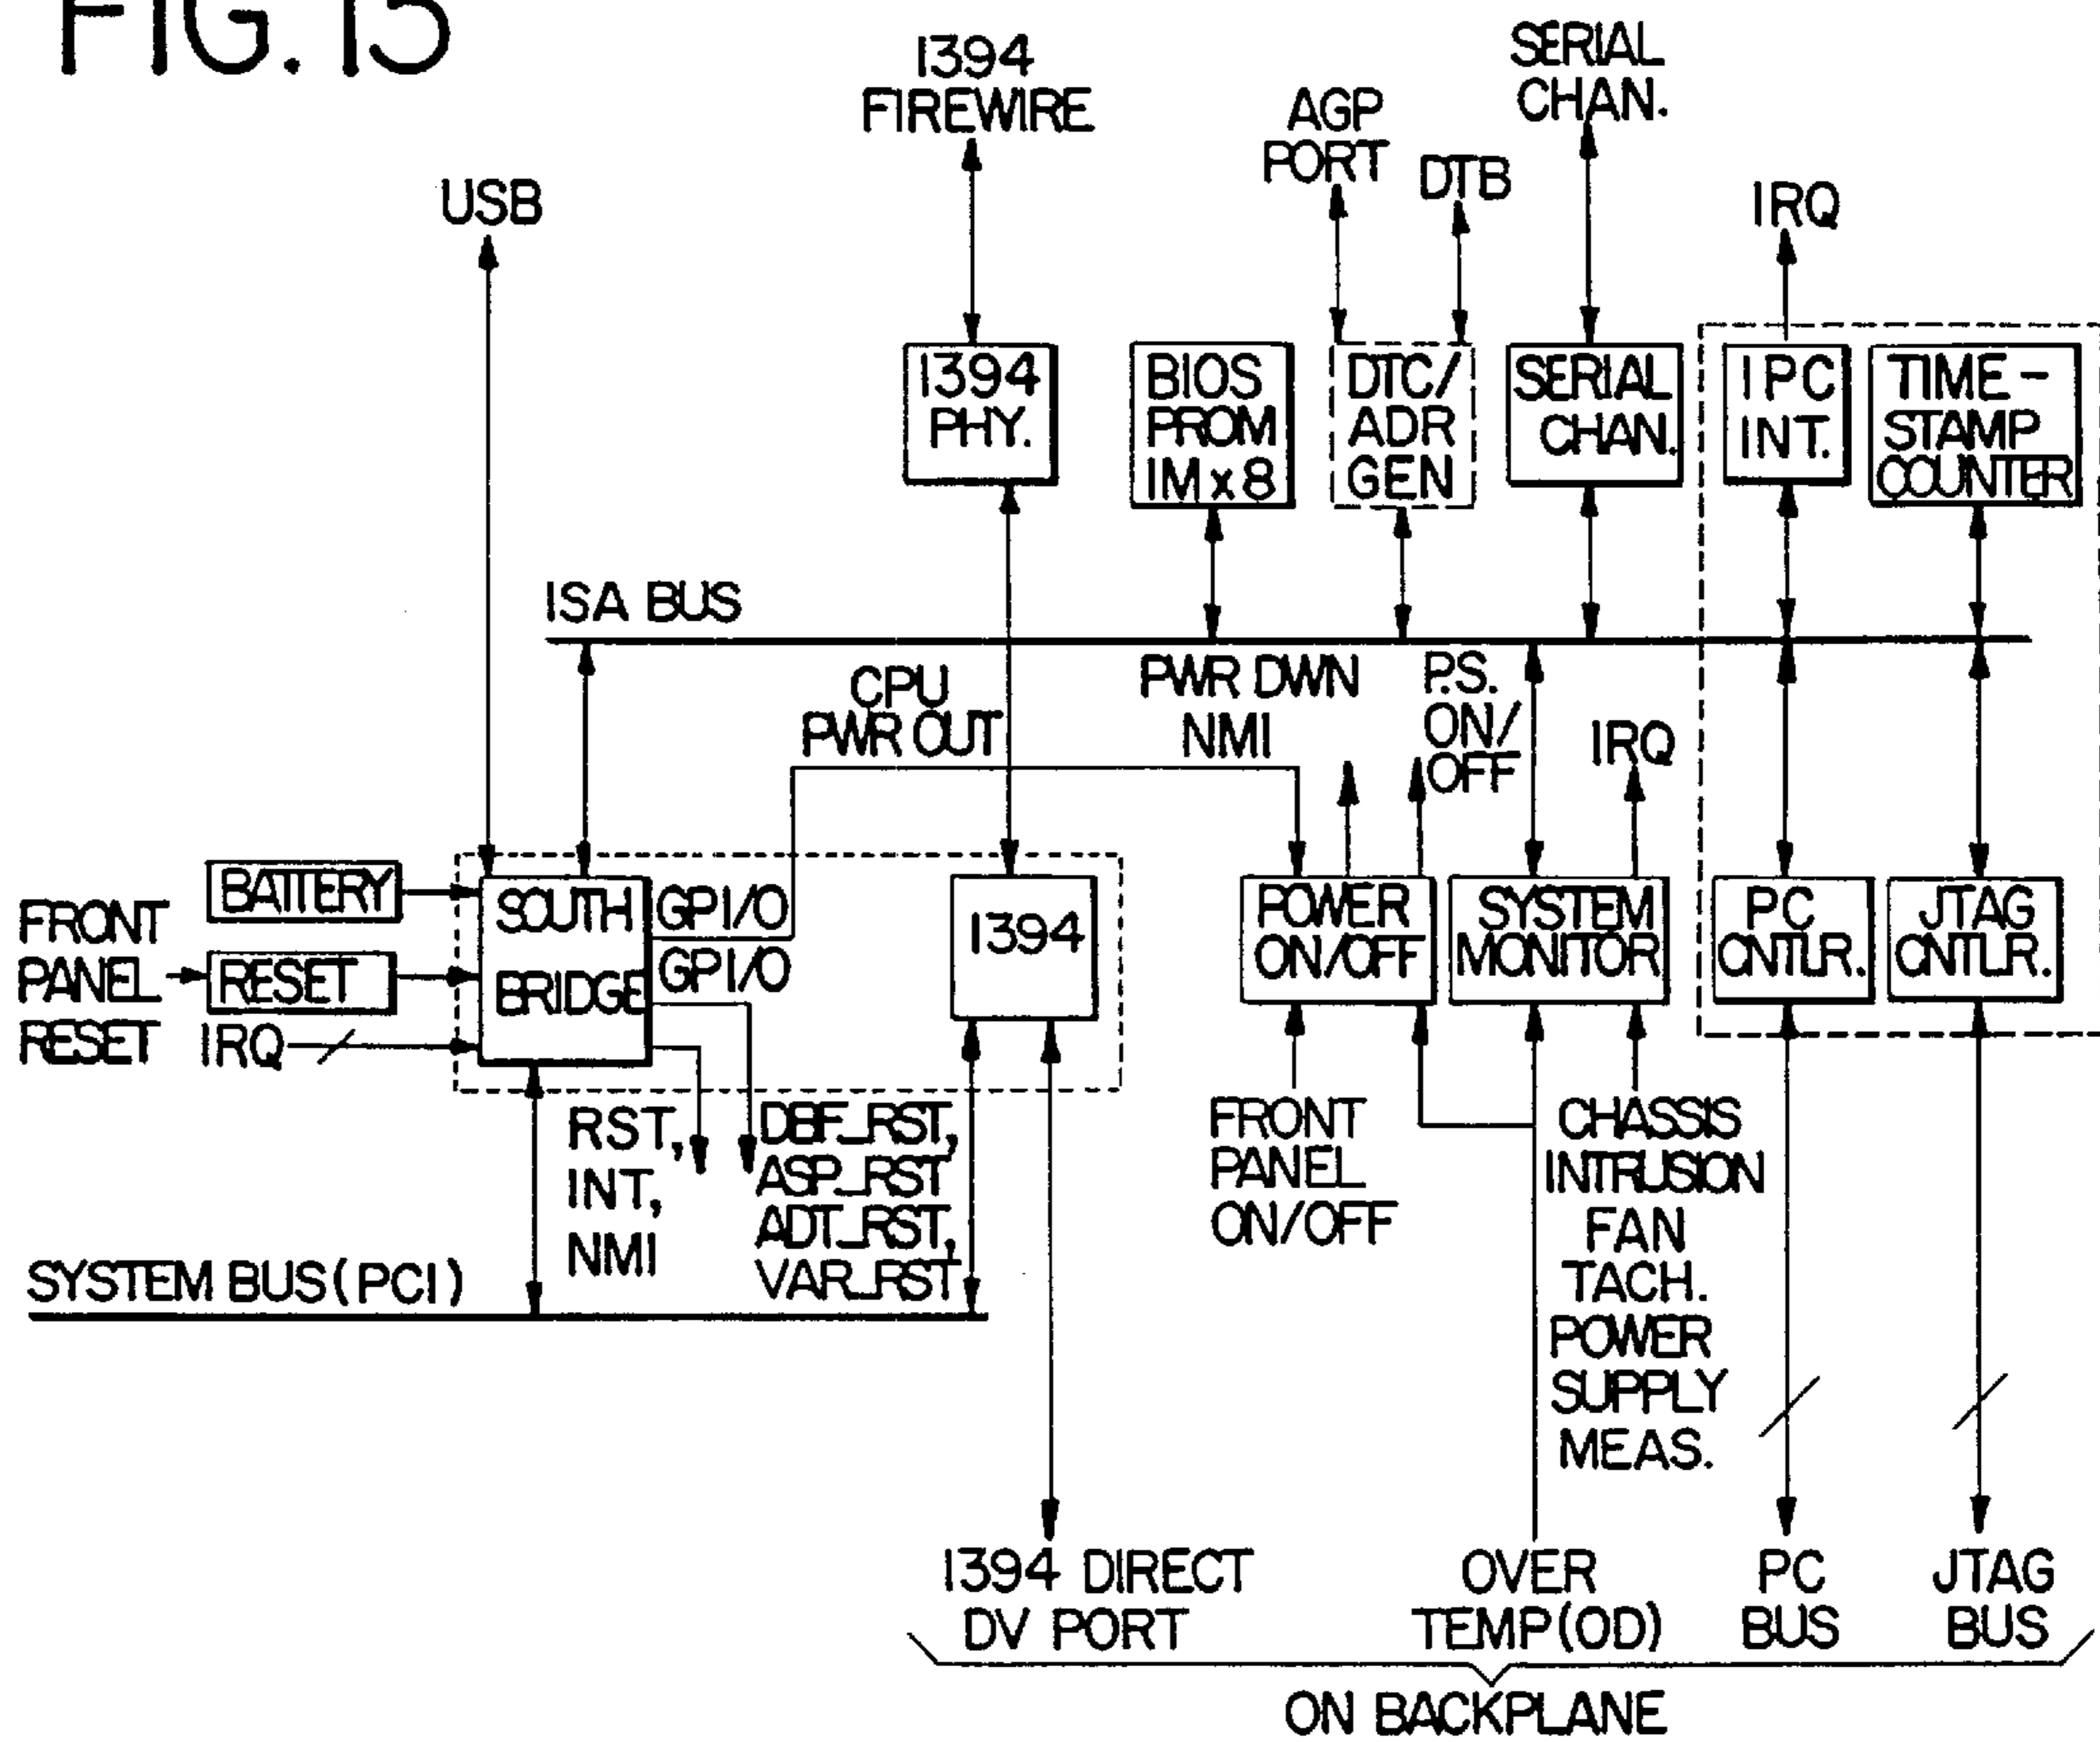 FIG. 15
1394
FIREWIRE
SERIAL
CHAN.
AGP
PORT
DTB
USB
IRQ
1394
PHY.
BIOS
PROM
1M x 8
DTC/
ADR
GEN
SERIAL
CHAN.
IPC
INT.
TIME-
STAMP
COUNTER
ISA BUS
CPU
PWR OUT
PWR DWN
NMI
P.S.
ON/
OFF
IRQ
BATTERY
FRONT
PANEL
RESET
RESET
IRQ
SOUTH
BRIDGE
GPI/O
GPI/O
1394
POWER
ON/OFF
SYSTEM
MONITOR
PC
CNTLR.
JTAG
CNTLR.
RST,
INT,
NMI
DBF_RST,
ASP_RST
ADT_RST,
VAR_RST
FRONT
PANEL
ON/OFF
CHASSIS
INTRUSION
FAN
TACH.
POWER
SUPPLY
MEAS.
SYSTEM BUS (PCI)
1394 DIRECT
DV PORT
OVER
TEMP (OD)
PC
BUS
JTAG
BUS
ON BACKPLANE